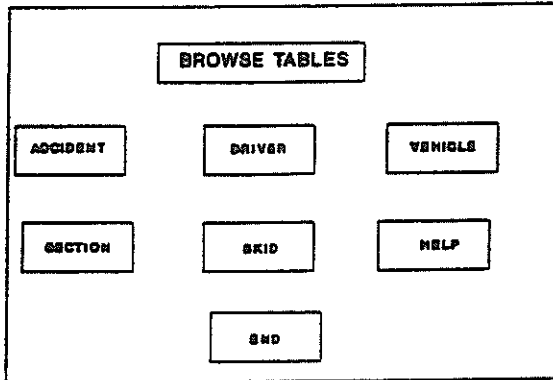 BROWSE TABLES
ACCIDENT DRIVER VEHICLE
SECTION SKID HELP
END